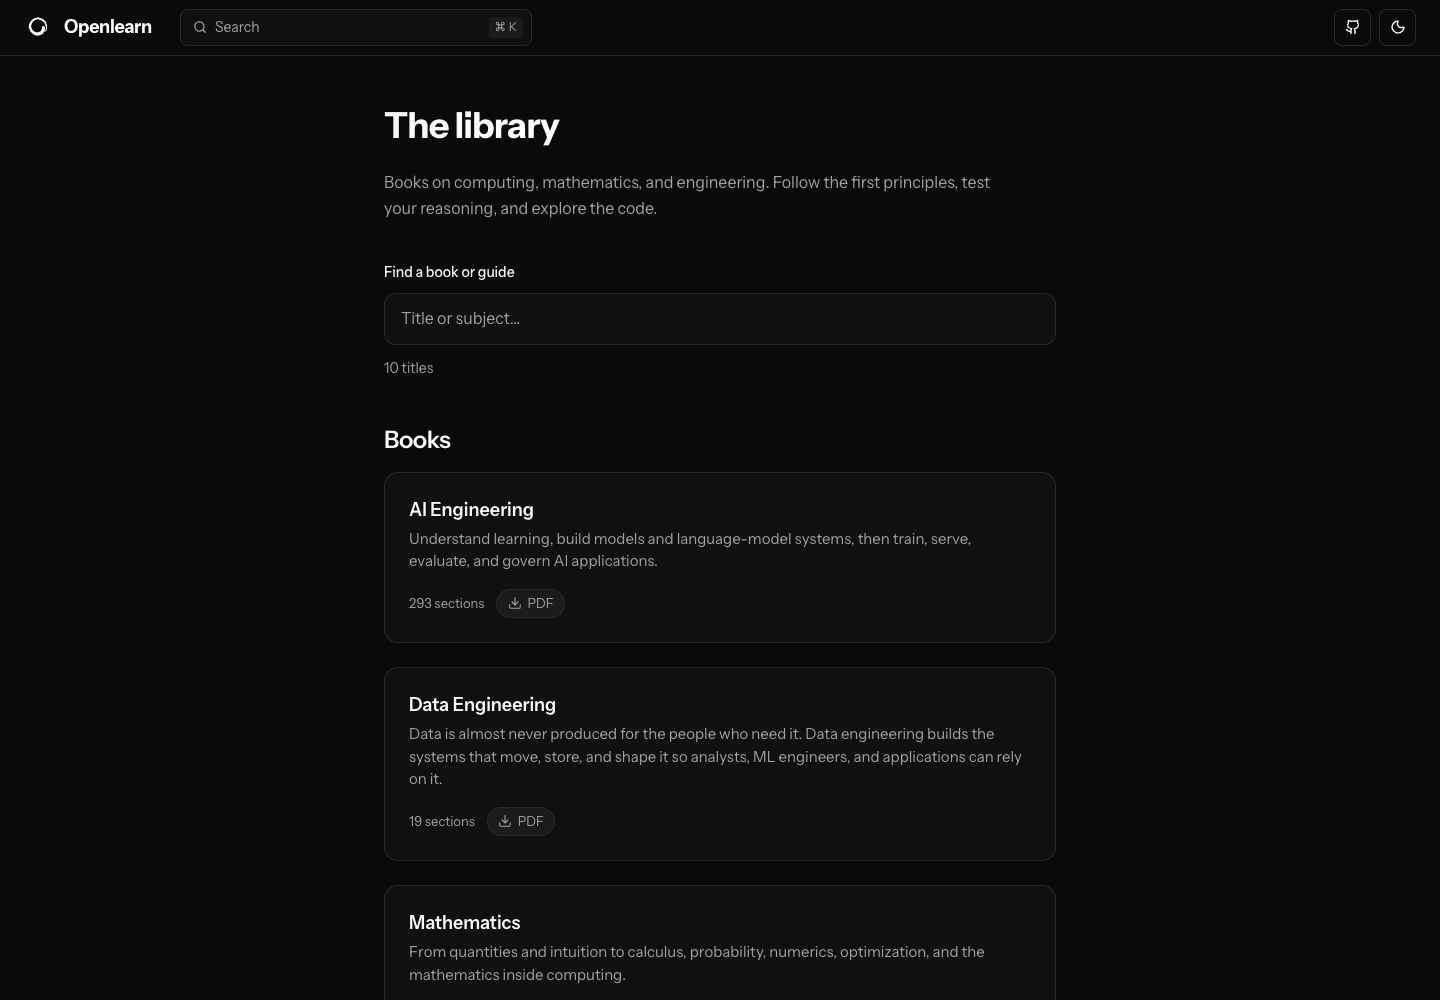 Openlearn
Search
⌘ K
The library
Books on computing, mathematics, and engineering. Follow the first principles, test
your reasoning, and explore the code.
Find a book or guide
Title or subject...
10 titles
Books
AI Engineering
Understand learning, build models and language-model systems, then train, serve,
evaluate, and govern AI applications.
293 sections
PDF
Data Engineering
Data is almost never produced for the people who need it. Data engineering builds the
systems that move, store, and shape it so analysts, ML engineers, and applications can rely
on it.
19 sections
PDF
Mathematics
From quantities and intuition to calculus, probability, numerics, optimization, and the
mathematics inside computing.